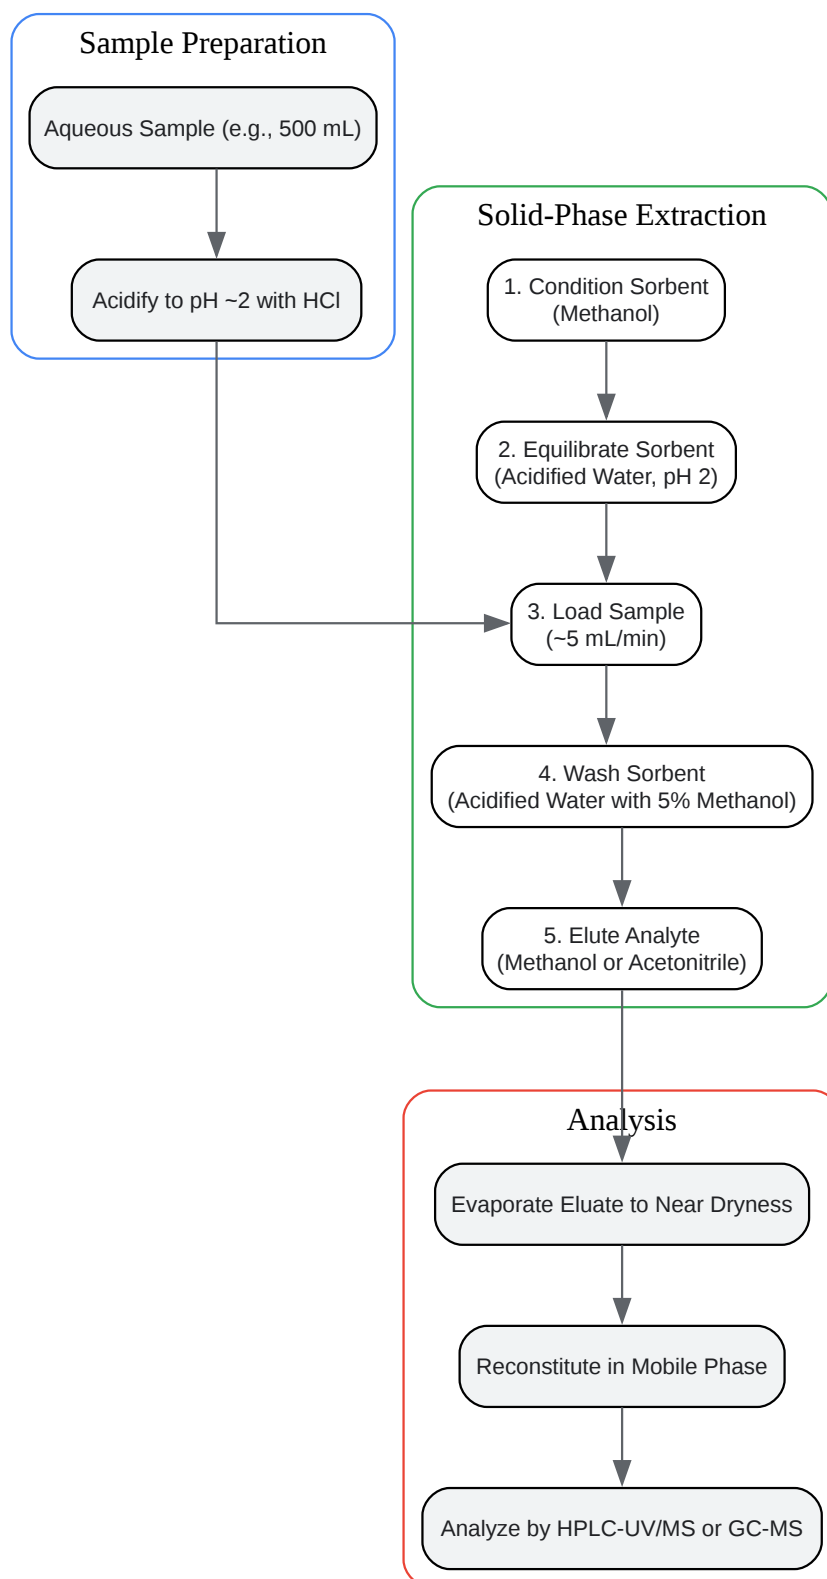 Sample Preparation
Aqueous Sample (e.g., 500 mL)
Acidify to pH ~2 with HCl
Solid-Phase Extraction
1. Condition Sorbent
(Methanol)
2. Equilibrate Sorbent
(Acidified Water, pH 2)
3. Load Sample
(~5 mL/min)
4. Wash Sorbent
(Acidified Water with 5% Methanol)
5. Elute Analyte
(Methanol or Acetonitrile)
Analysis
Evaporate Eluate to Near Dryness
Reconstitute in Mobile Phase
Analyze by HPLC-UV/MS or GC-MS